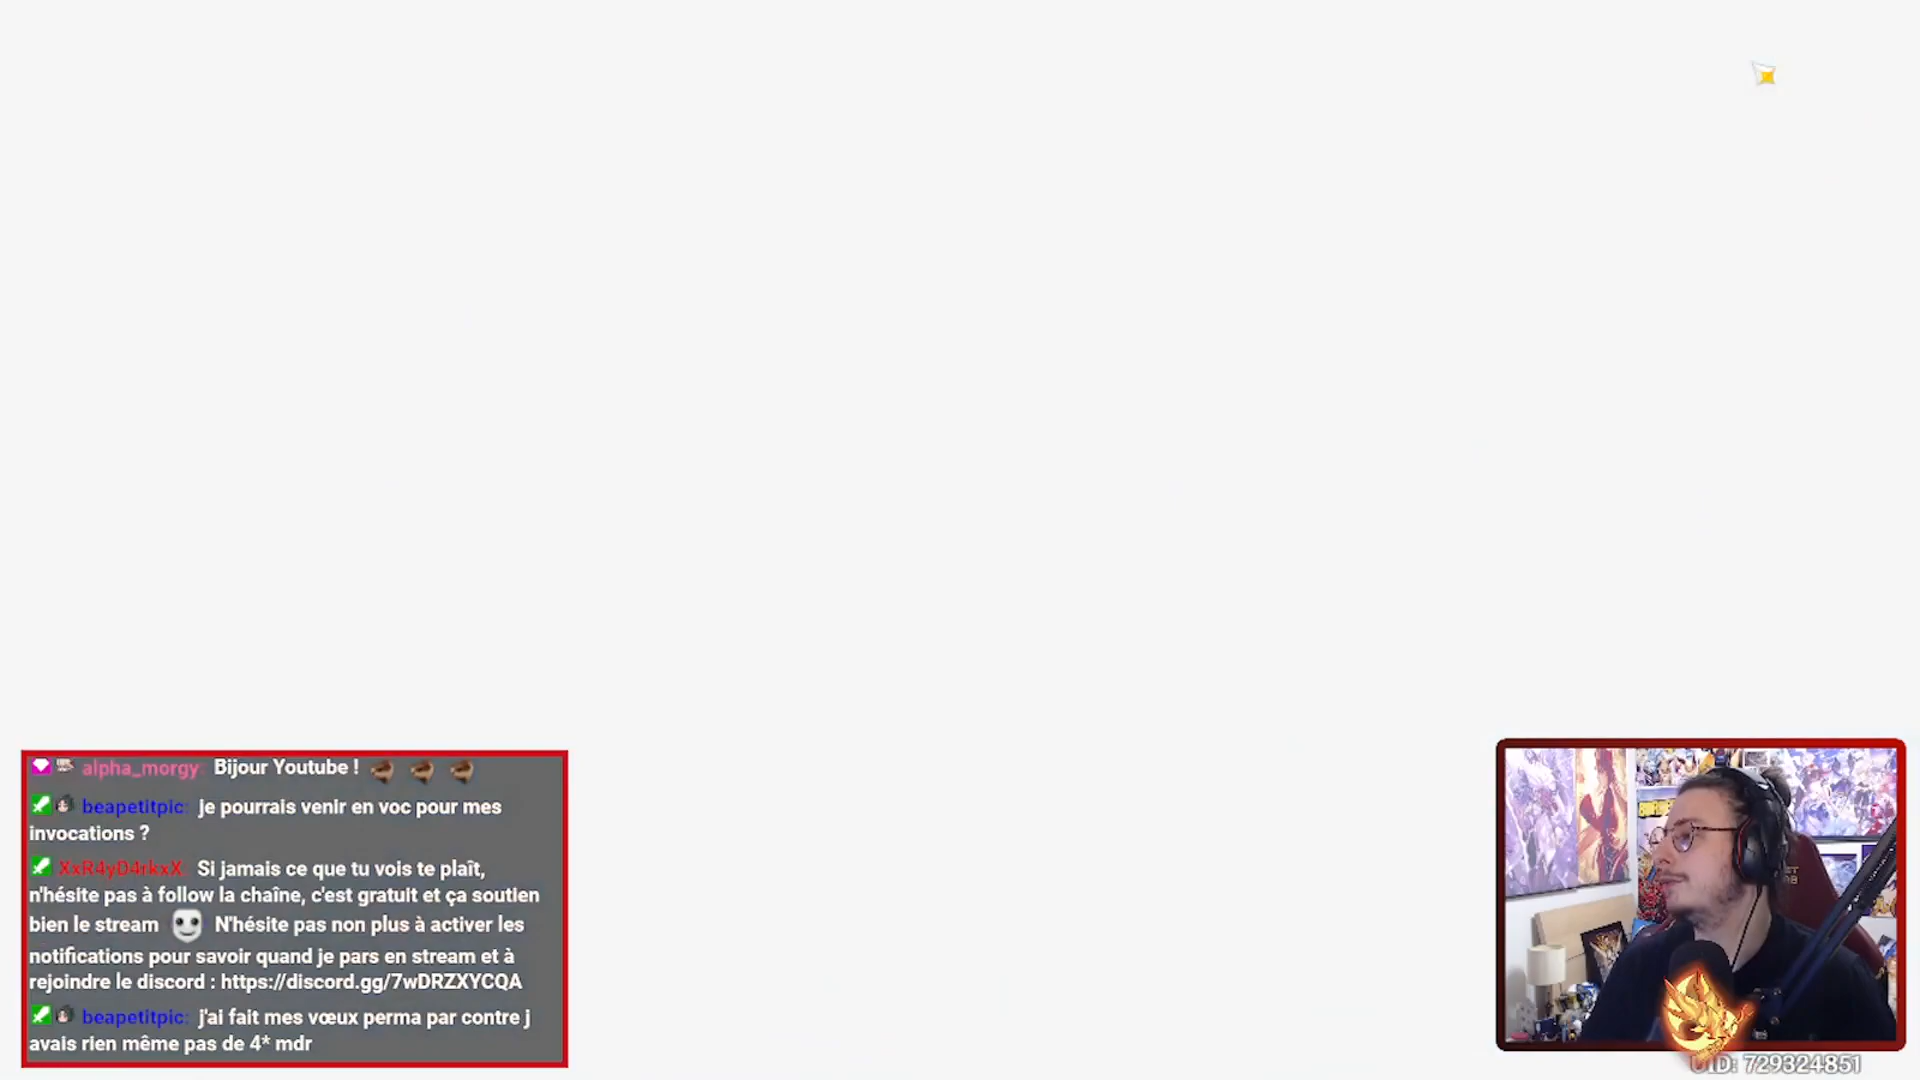 alpha_morgy: Bijour Youtube !
beapetitpic: je pourrais venir en voc pour mes
invocations ?
XxR4yD4rkxX: Si jamais ce que tu vois te plaît,
n'hésite pas à follow la chaîne, c'est gratuit et ça soutien
bien le stream N'hésite pas non plus à activer les
notifications pour savoir quand je pars en stream et à
rejoindre le discord : https://discord.gg/7wDRZXYCQA
beapetitpic: j'ai fait mes vœux perma par contre j
avais rien même pas de 4* mdr
UID: 729324851